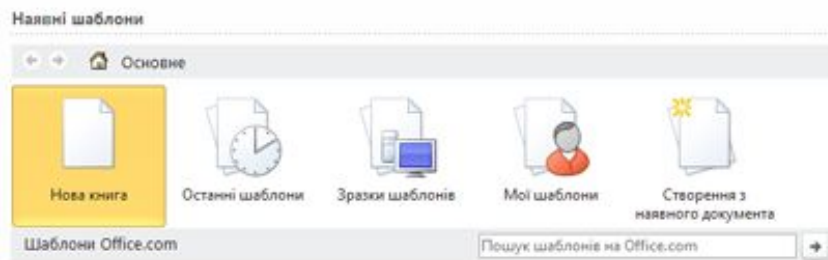 Наявні шаблони
Основне
Нова книга
Останні шаблони
Зразки шаблонів
Мої шаблони
Створення з
наявного документа
Шаблони Office.com
Пошук шаблонів на Office.com